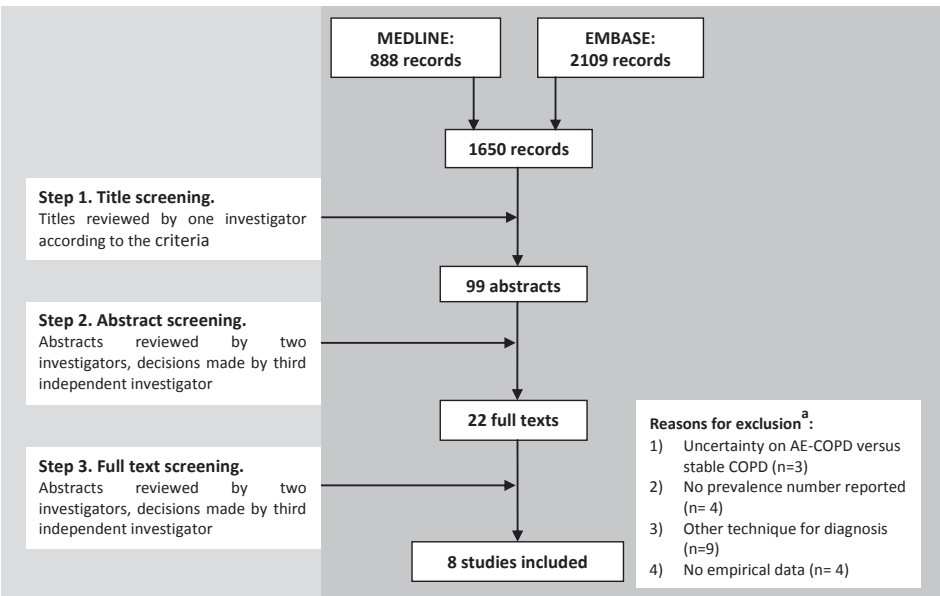 MEDLINE:
888 records
EMBASE:
2109 records
1650 records
Step 1. Title screening.
Titles reviewed by one investigator
according to the criteria
99 abstracts
Step 2. Abstract screening.
Abstracts reviewed by two
investigators, decisions made by third
independent investigator
22 full texts
Step 3. Full text screening.
Abstracts reviewed by two
investigators, decisions made by third
independent investigator
8 studies included
Reasons for exclusionª:
1) Uncertainty on AE-COPD versus
stable COPD (n=3)
2) No prevalence number reported
(n= 4)
3) Other technique for diagnosis
(n=9)
4) No empirical data (n= 4)